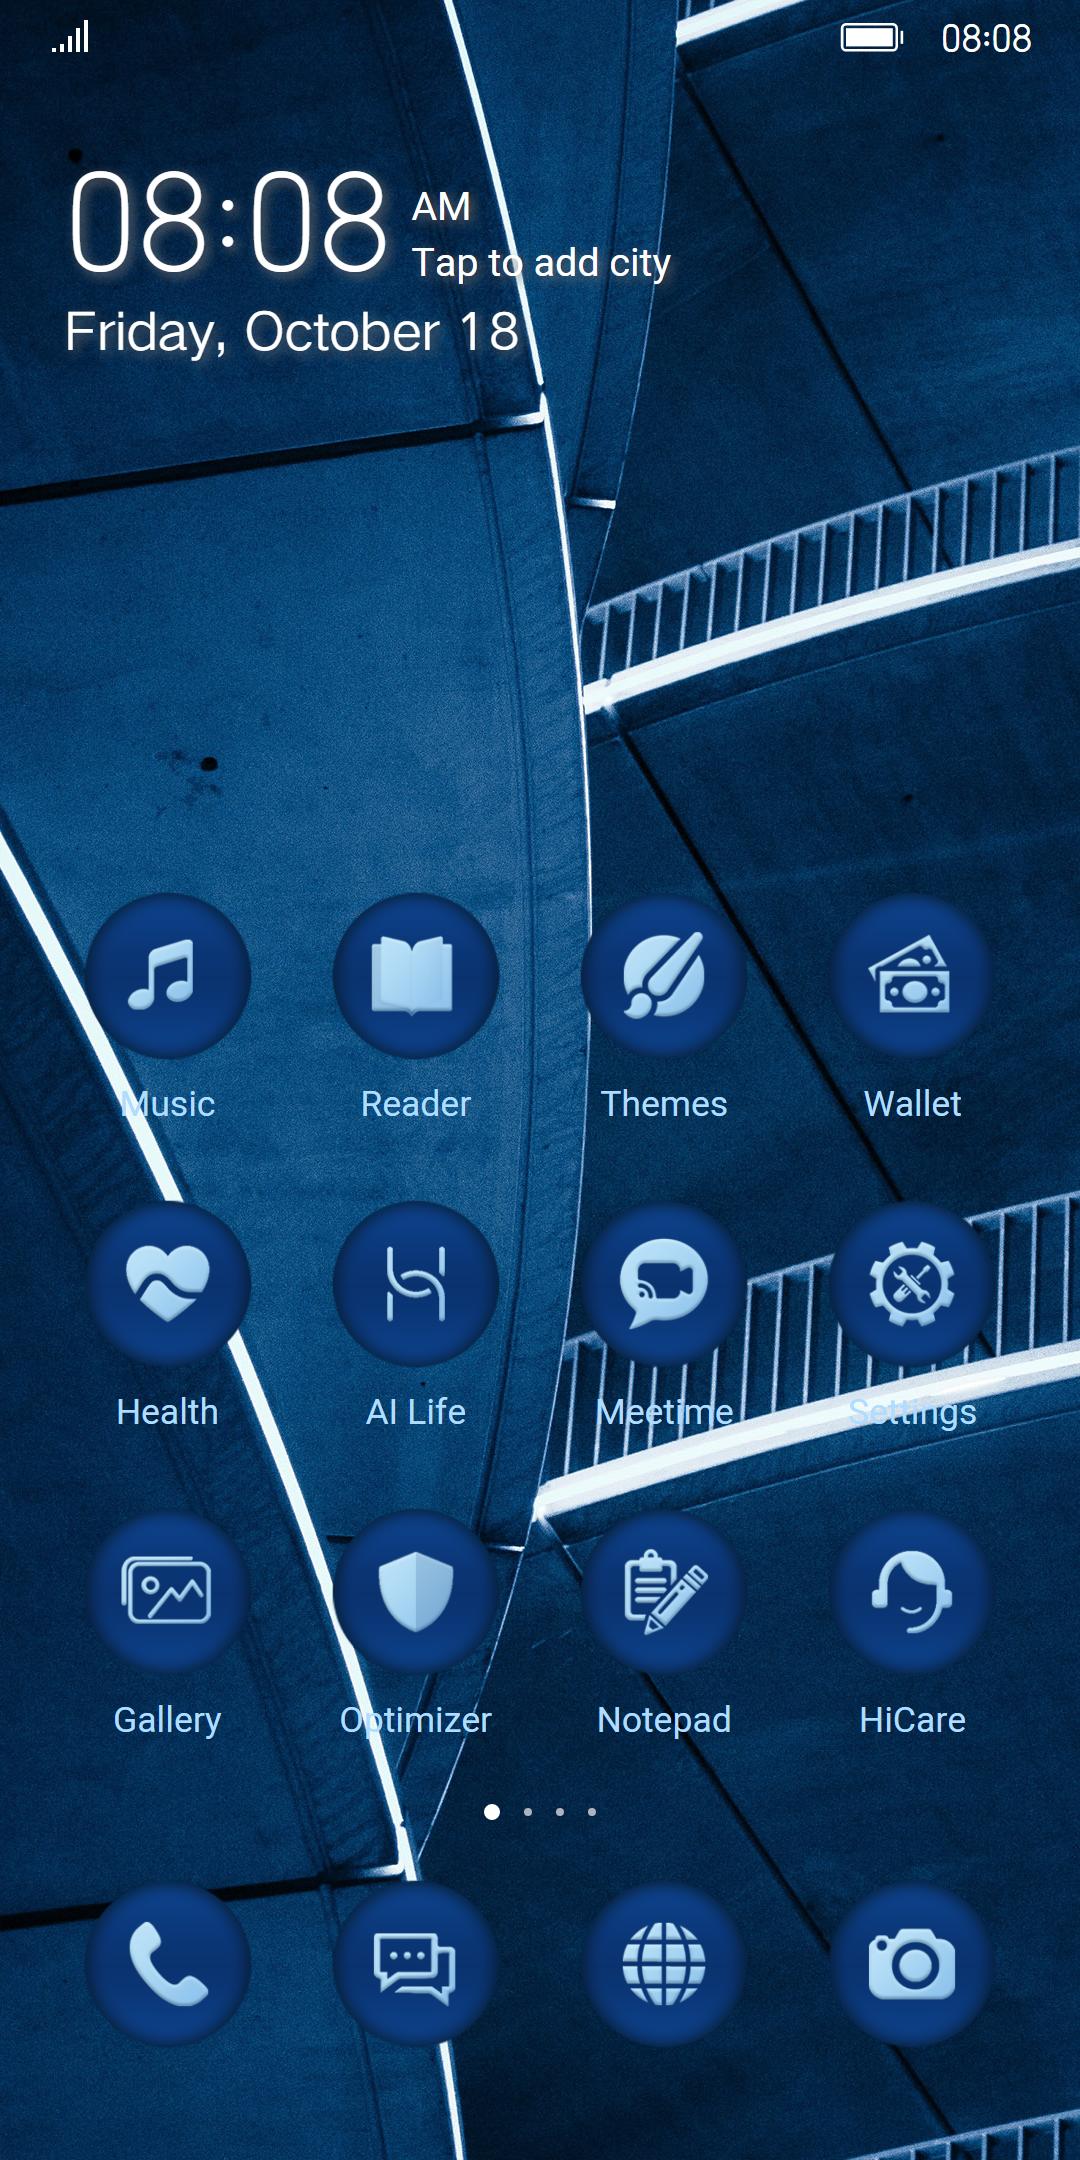 08:08
08:08 AM
Tap to add city
Friday, October 18
Music Reader Themes Wallet
Health AI Life Meetime Settings
Gallery Optimizer Notepad HiCare